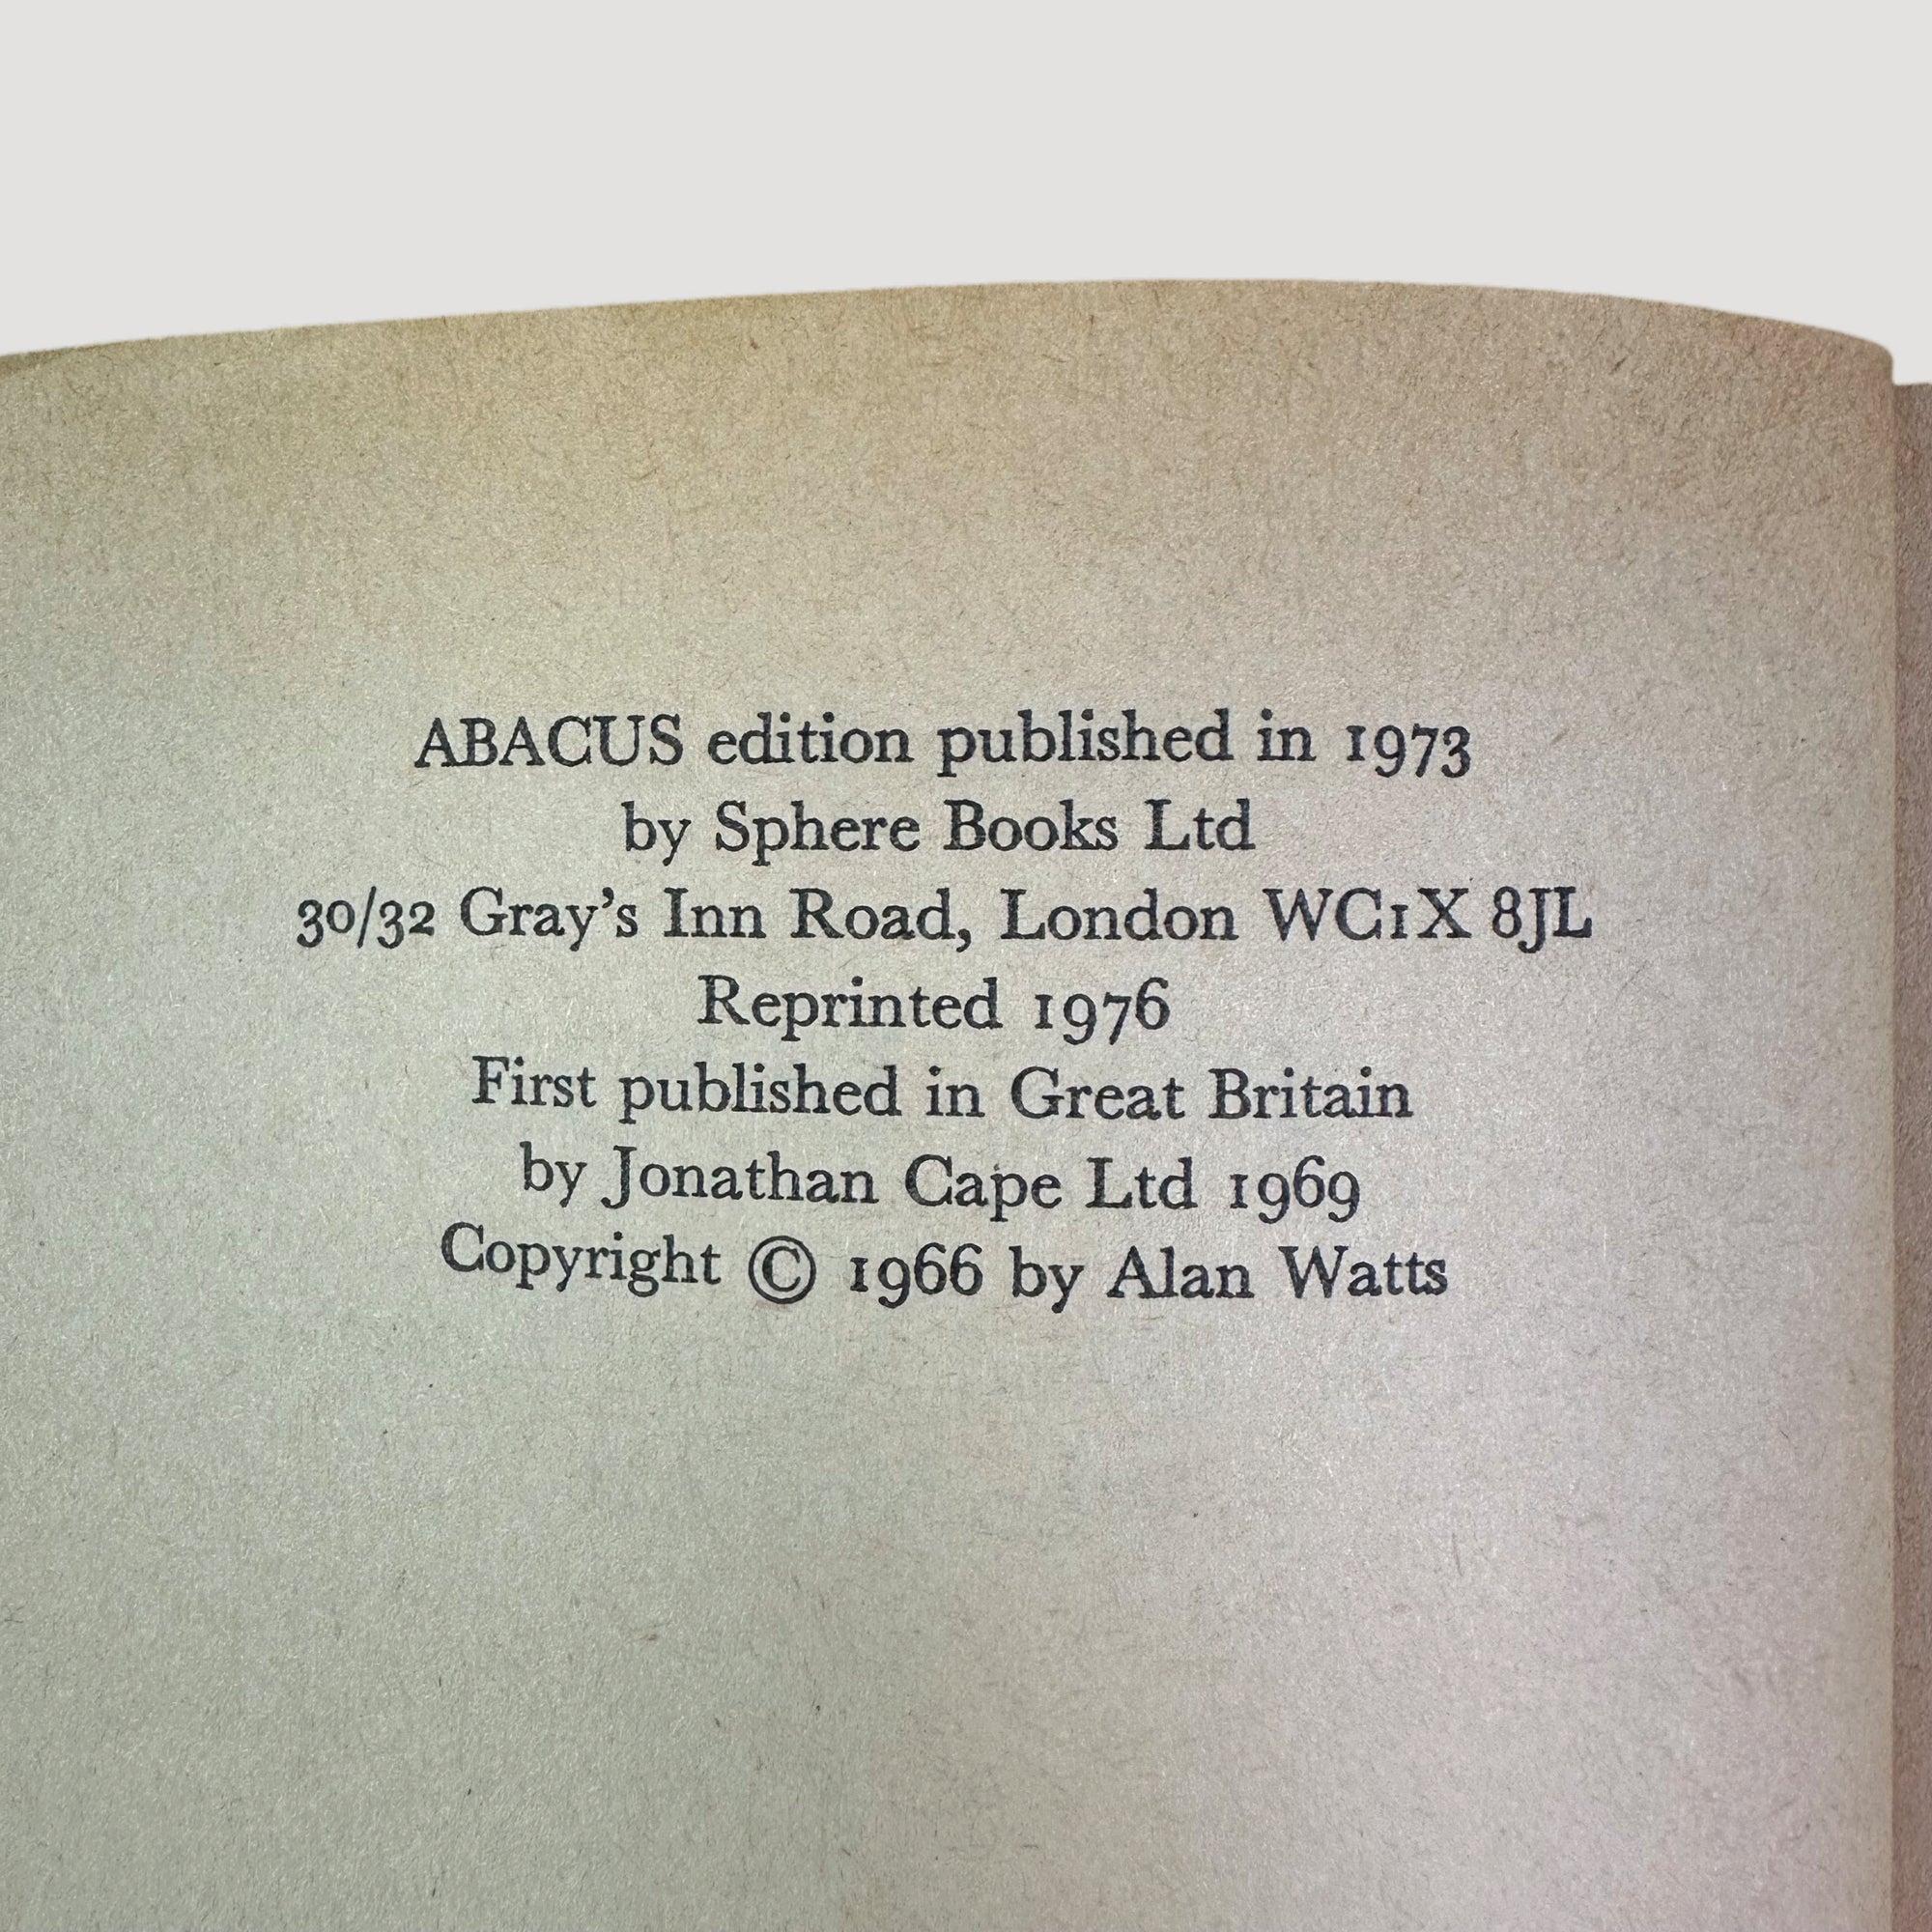 ABACUS edition published in 1973
by Sphere Books Ltd
30/32 Gray's Inn Road, London WC1X 8JL
Reprinted 1976
First published in Great Britain
by Jonathan Cape Ltd 1969
Copyright © 1966 by Alan Watts